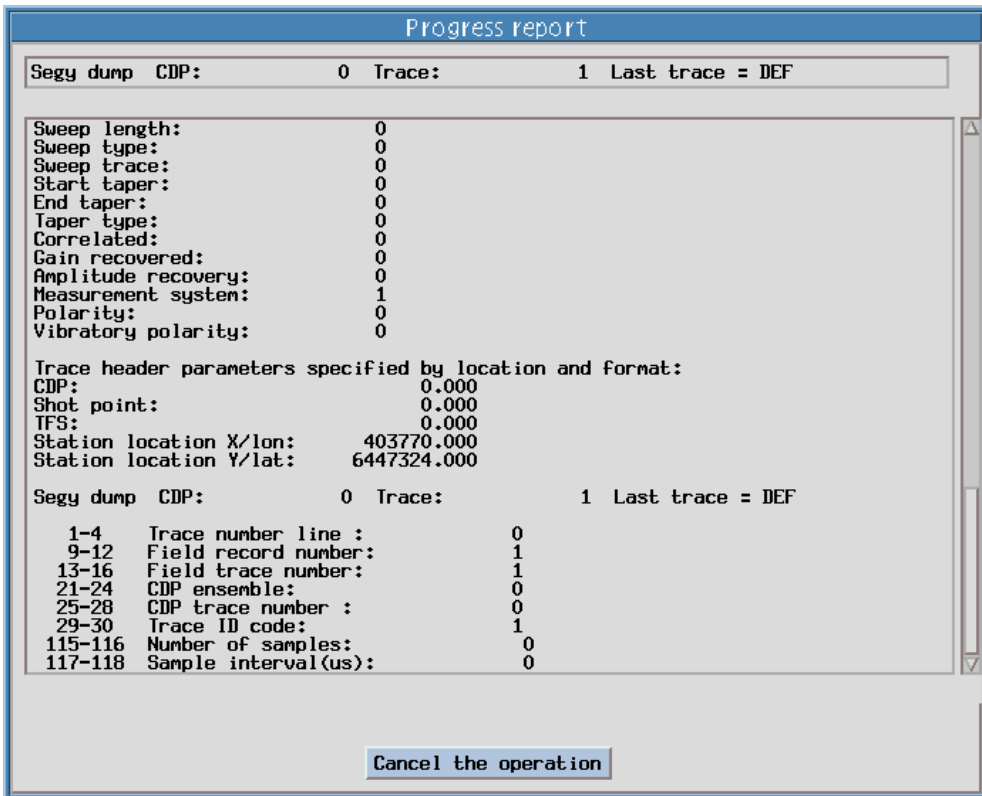 Progress report
Segy dump CDP: 0 Trace: 1 Last trace = DEF
Sweep length: 0
Sweep type: 0
Sweep trace: 0
Start taper: 0
End taper: 0
Taper type: 0
Correlated: 0
Gain recovered: 0
Amplitude recovery: 0
Measurement system: 1
Polarity: 0
Vibratory polarity: 0
Trace header parameters specified by location and format:
CDP: 0.000
Shot point: 0.000
TFS: 0.000
Station location X/lon: 403770.000
Station location Y/lat: 6447324.000
Segy dump CDP: 0 Trace: 1 Last trace = DEF
1-4 Trace number line : 0
9-12 Field record number: 1
13-16 Field trace number: 1
21-24 CDP ensemble: 0
25-28 CDP trace number : 0
29-30 Trace ID code: 1
115-116 Number of samples: 0
117-118 Sample interval(us): 0
Cancel the operation